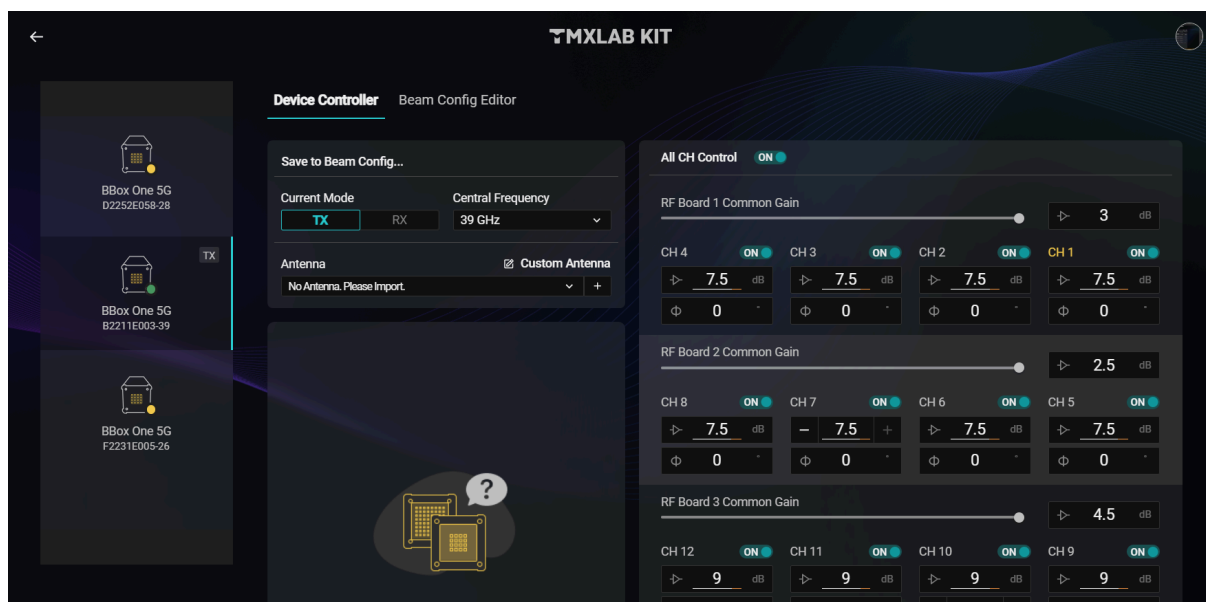 TMXLAB KIT
Device Controller Beam Config Editor
BBox One 5G
D2252E058-28
TX
BBox One 5G
B2211E003-39
BBox One 5G
F2231E005-26
Save to Beam Config...
Current Mode Central Frequency
TX RX 39 GHz
Antenna Custom Antenna
No Antenna. Please Import. +
?
All CH Control ON
RF Board 1 Common Gain
3 dB
CH 4 ON CH 3 ON CH 2 ON CH 1 ON
7.5 dB 7.5 dB 7.5 dB 7.5 dB
Φ 0 ° Φ 0 ° Φ 0 ° Φ 0 °
RF Board 2 Common Gain
2.5 dB
CH 8 ON CH 7 ON CH 6 ON CH 5 ON
7.5 dB − 7.5 + 7.5 dB 7.5 dB
Φ 0 ° Φ 0 ° Φ 0 ° Φ 0 °
RF Board 3 Common Gain
4.5 dB
CH 12 ON CH 11 ON CH 10 ON CH 9 ON
9 dB 9 dB 9 dB 9 dB